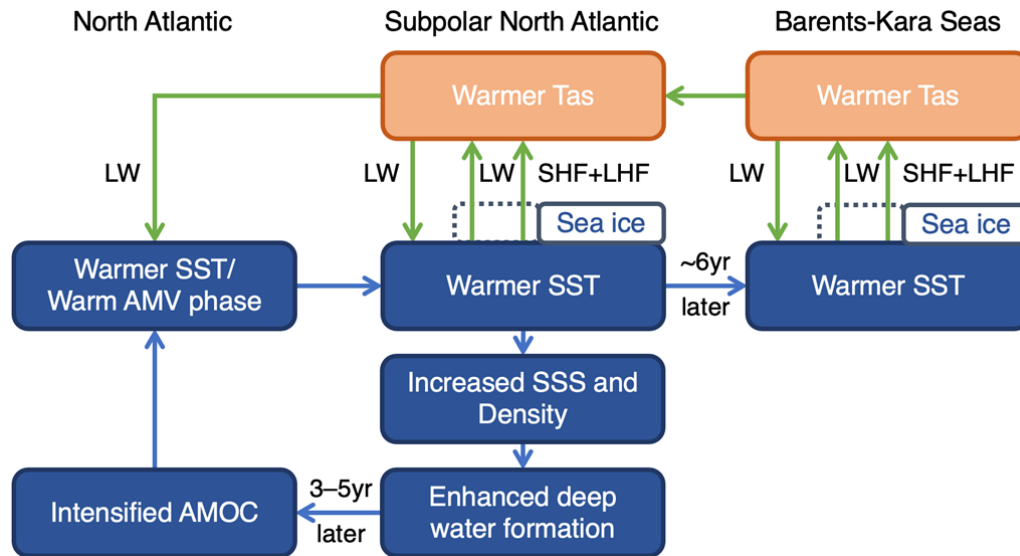 North Atlantic
Subpolar North Atlantic
Barents-Kara Seas
Warmer Tas
Warmer Tas
LW
LW
LW
SHF+LHF
LW
LW
SHF+LHF
Sea ice
Sea ice
Warmer SST/
Warm AMV phase
Warmer SST
~6yr
later
Warmer SST
Increased SSS and
Density
Intensified AMOC
3–5yr
later
Enhanced deep
water formation